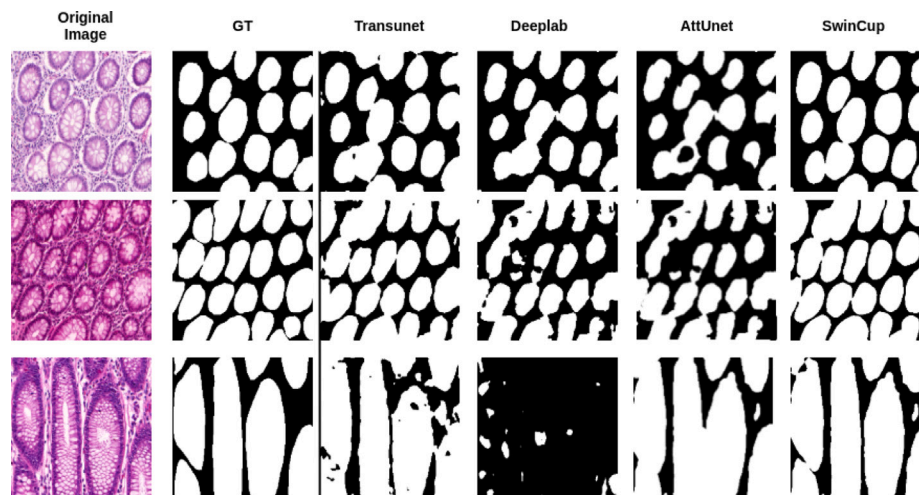 Original
Image
GT
Transunet
Deeplab
AttUnet
SwinCup